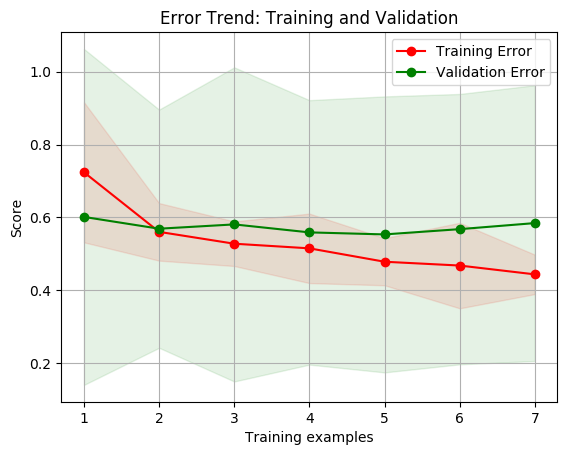 Error Trend: Training and Validation
Training Error
Validation Error
Score
1.0
0.8
0.6
0.4
0.2
1 2 3 4 5 6 7
Training examples